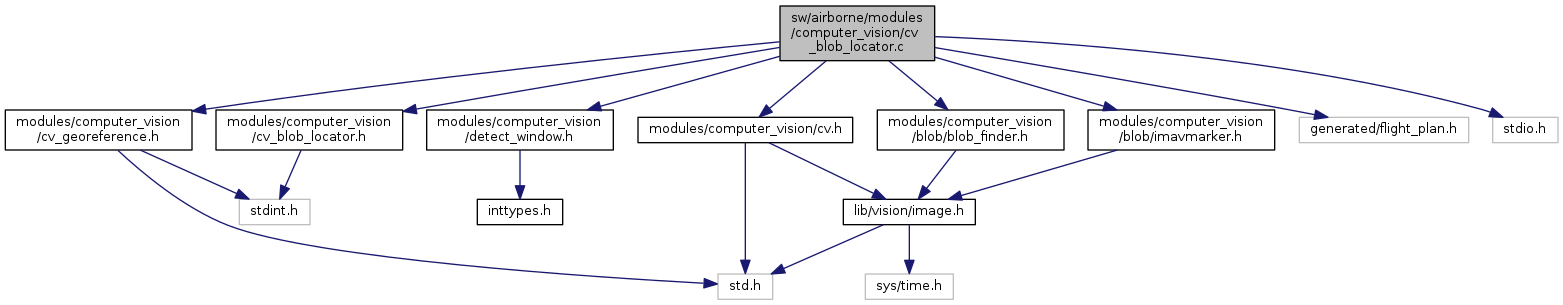 sw/airborne/modules
/computer_vision/cv
_blob_locator.c
modules/computer_vision
/cv_georeference.h
modules/computer_vision
/cv_blob_locator.h
modules/computer_vision
/detect_window.h
modules/computer_vision/cv.h
modules/computer_vision
/blob/blob_finder.h
modules/computer_vision
/blob/imavmarker.h
generated/flight_plan.h
stdio.h
stdint.h
inttypes.h
lib/vision/image.h
std.h
sys/time.h